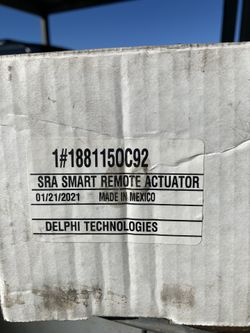 1#1881150C92
SRA SMART REMOTE ACTUATOR
01/21/2021 MADE IN MEXICO
DELPHI TECHNOLOGIES